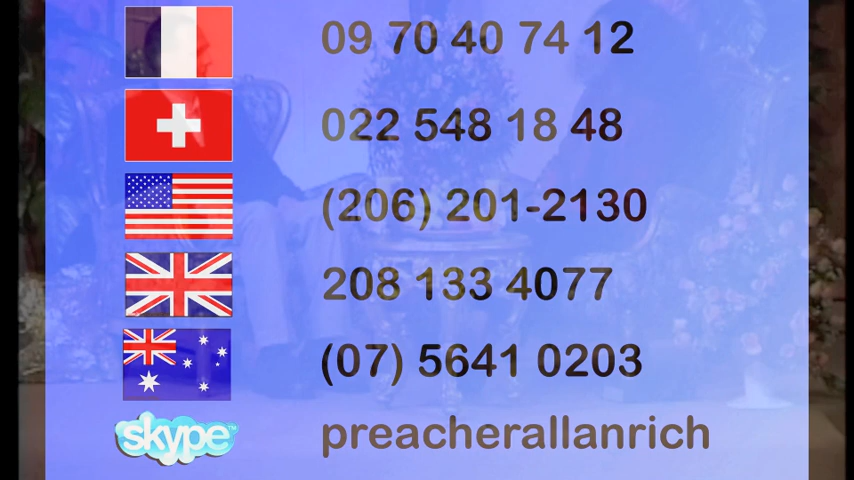 09 70 40 74 12
022 548 18 48
(206) 201-2130
208 133 4077
(07) 5641 0203
skype™ preacherallanrich